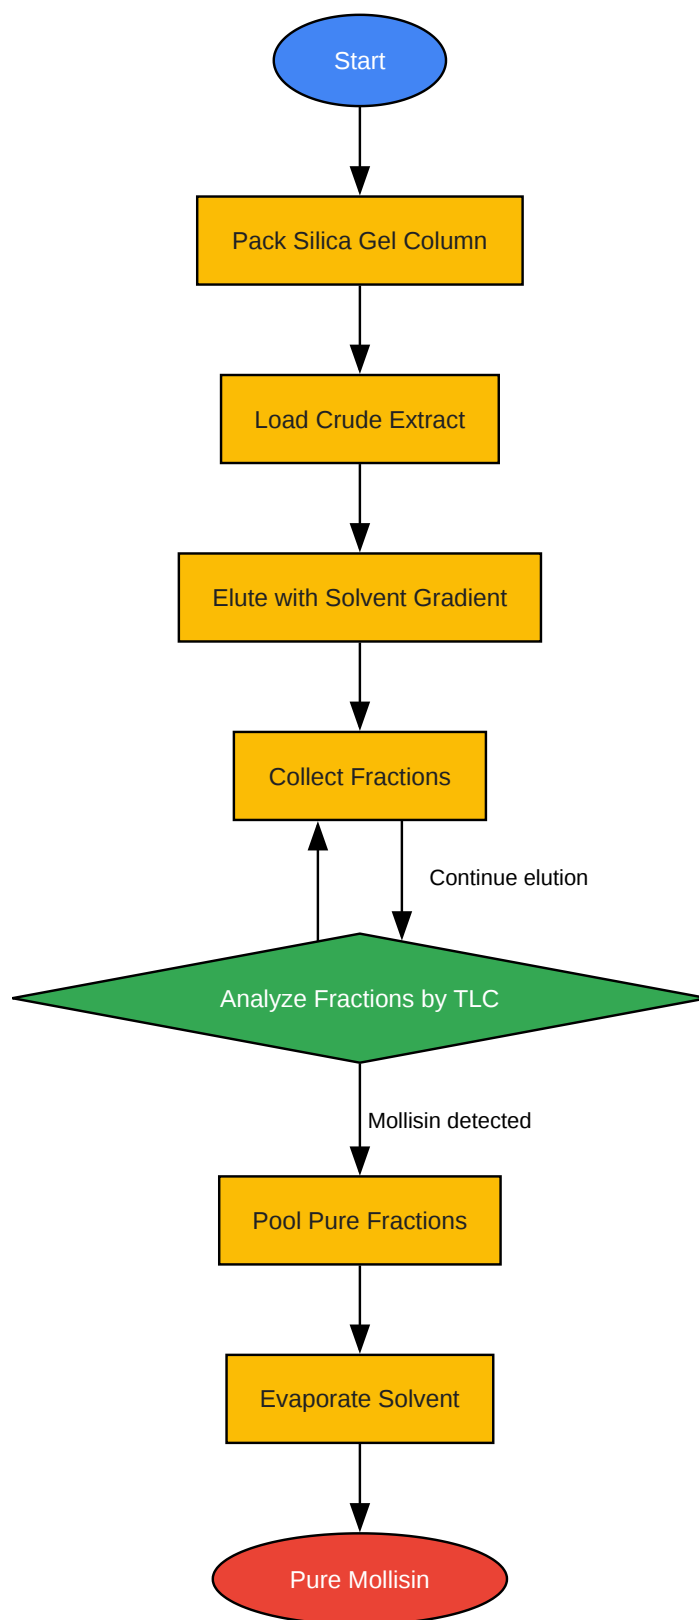 Start
Pack Silica Gel Column
Load Crude Extract
Elute with Solvent Gradient
Collect Fractions
Continue elution
Analyze Fractions by TLC
Mollisin detected
Pool Pure Fractions
Evaporate Solvent
Pure Mollisin